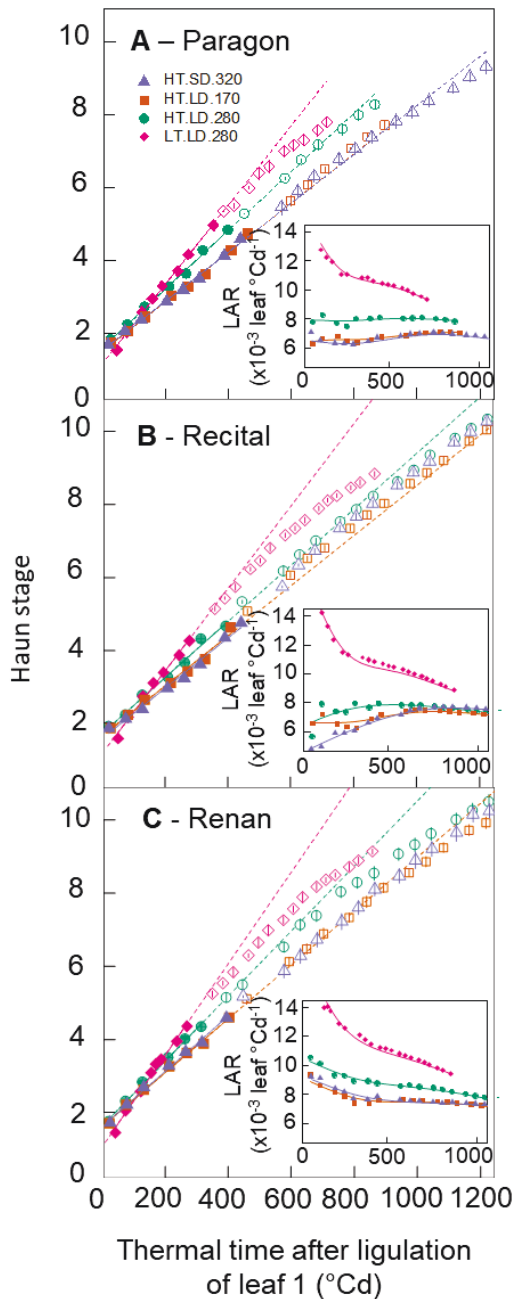 A – Paragon
HT.SD.320
HT.LD.170
HT.LD.280
LT.LD.280
10
8
6
4
2
0
LAR
(x10-³ leaf °Cd-¹)
14
12
10
8
6
0
500
1000
B - Recital
10
8
6
4
2
0
LAR
(x10-³ leaf °Cd-¹)
14
12
10
8
6
0
500
1000
C - Renan
10
8
6
4
2
0
LAR
(x10-³ leaf °Cd-¹)
14
12
10
8
6
0
500
1000
Haun stage
0 200 400 600 800 1000 1200
Thermal time after ligulation
of leaf 1 (°Cd)